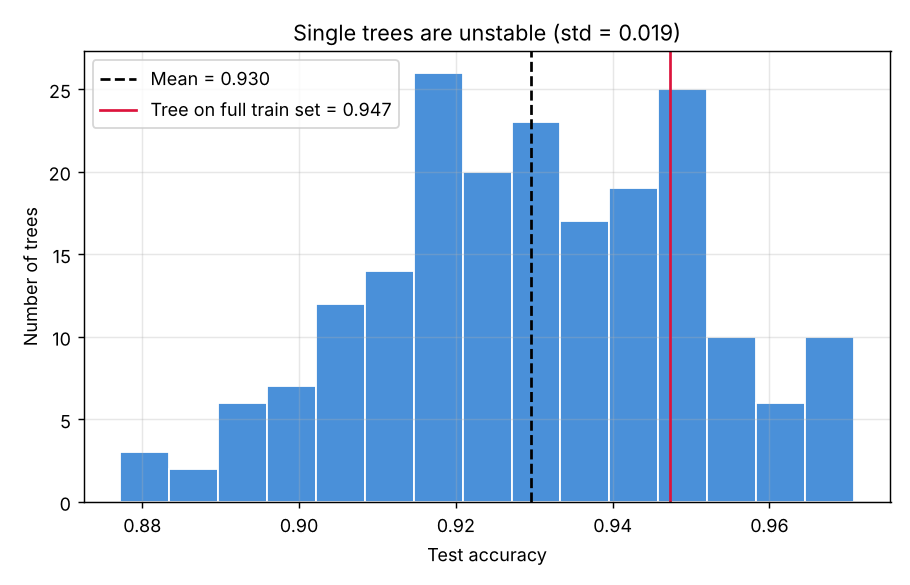 Single trees are unstable (std = 0.019)
Mean = 0.930
Tree on full train set = 0.947
Number of trees
25
20
15
10
5
0
0.88 0.90 0.92 0.94 0.96
Test accuracy